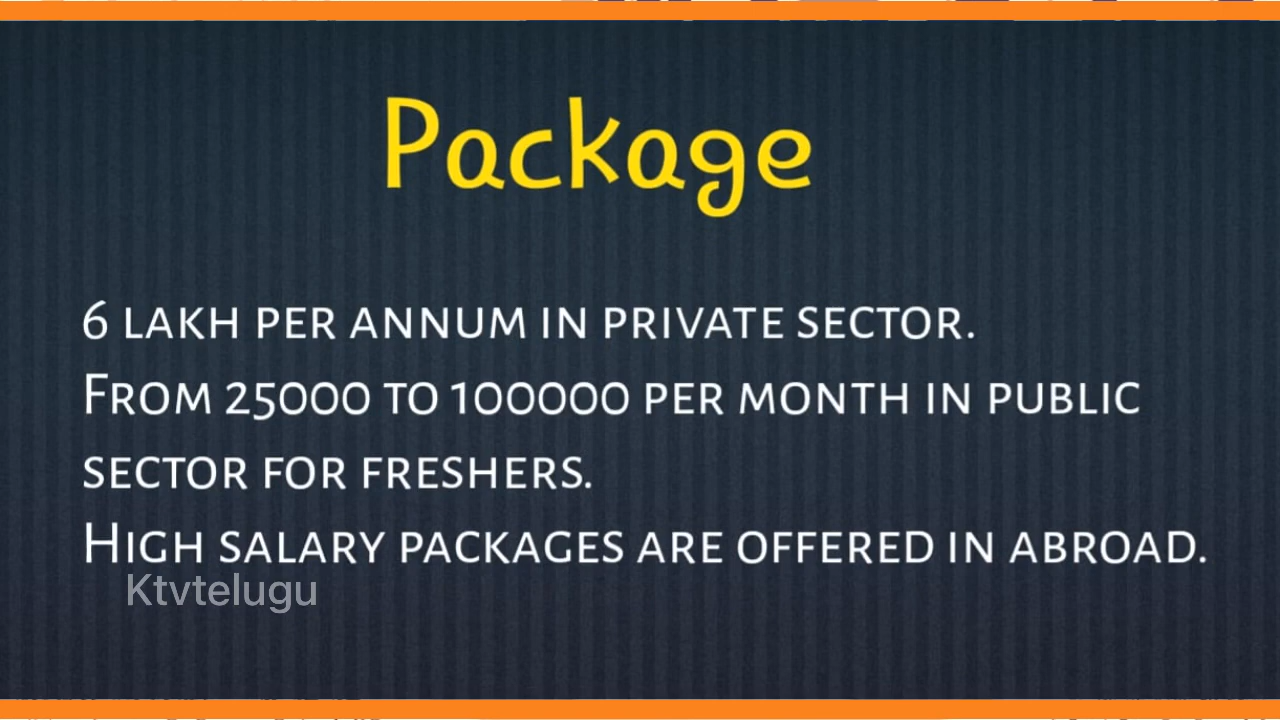 Package
6 lakh per annum in private sector.
From 25000 to 100000 per month in public
sector for freshers.
High salary packages are offered in abroad.
Ktvtelugu